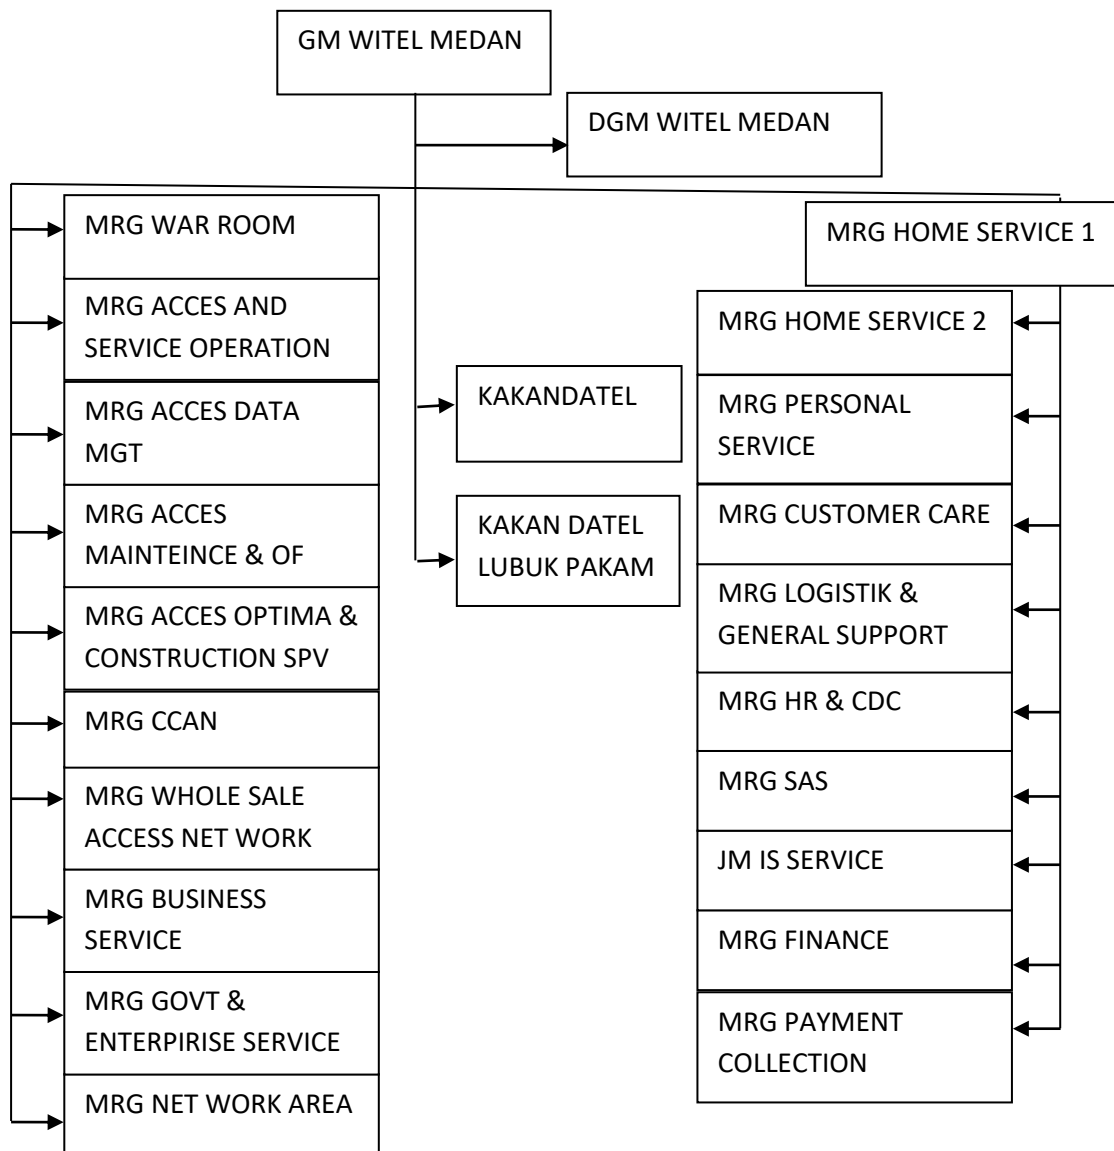 GM WITEL MEDAN
DGM WITEL MEDAN
MRG WAR ROOM
MRG ACCES AND
SERVICE OPERATION
MRG ACCES DATA
MGT
MRG ACCES
MAINTEINCE & OF
MRG ACCES OPTIMA &
CONSTRUCTION SPV
MRG CCAN
MRG WHOLE SALE
ACCESS NET WORK
MRG BUSINESS
SERVICE
MRG GOVT &
ENTERPIRISE SERVICE
MRG NET WORK AREA
KAKANDATEL
KAKAN DATEL
LUBUK PAKAM
MRG HOME SERVICE 1
MRG HOME SERVICE 2
MRG PERSONAL
SERVICE
MRG CUSTOMER CARE
MRG LOGISTIK &
GENERAL SUPPORT
MRG HR & CDC
MRG SAS
JM IS SERVICE
MRG FINANCE
MRG PAYMENT
COLLECTION